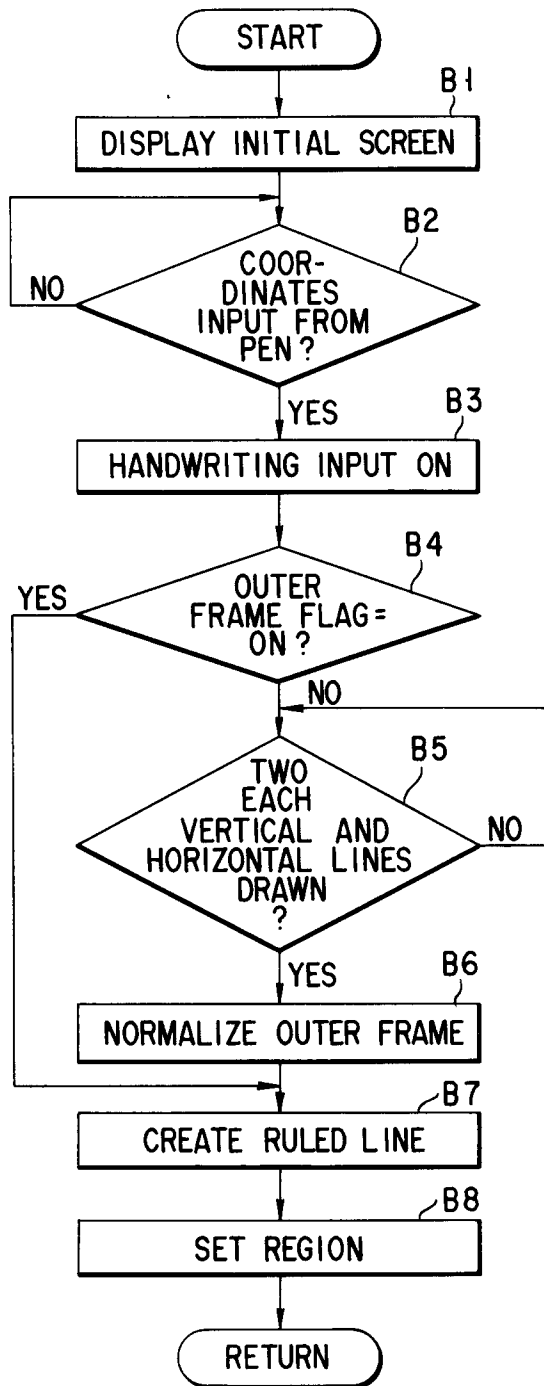 START
B1
DISPLAY INITIAL SCREEN
B2
COOR-
DINATES
INPUT FROM
PEN?
NO
YES
B3
HANDWRITING INPUT ON
B4
YES
OUTER
FRAME FLAG=
ON?
NO
B5
TWO
EACH
VERTICAL AND
HORIZONTAL LINES
DRAWN
?
NO
YES
B6
NORMALIZE OUTER FRAME
B7
CREATE RULED LINE
B8
SET REGION
RETURN